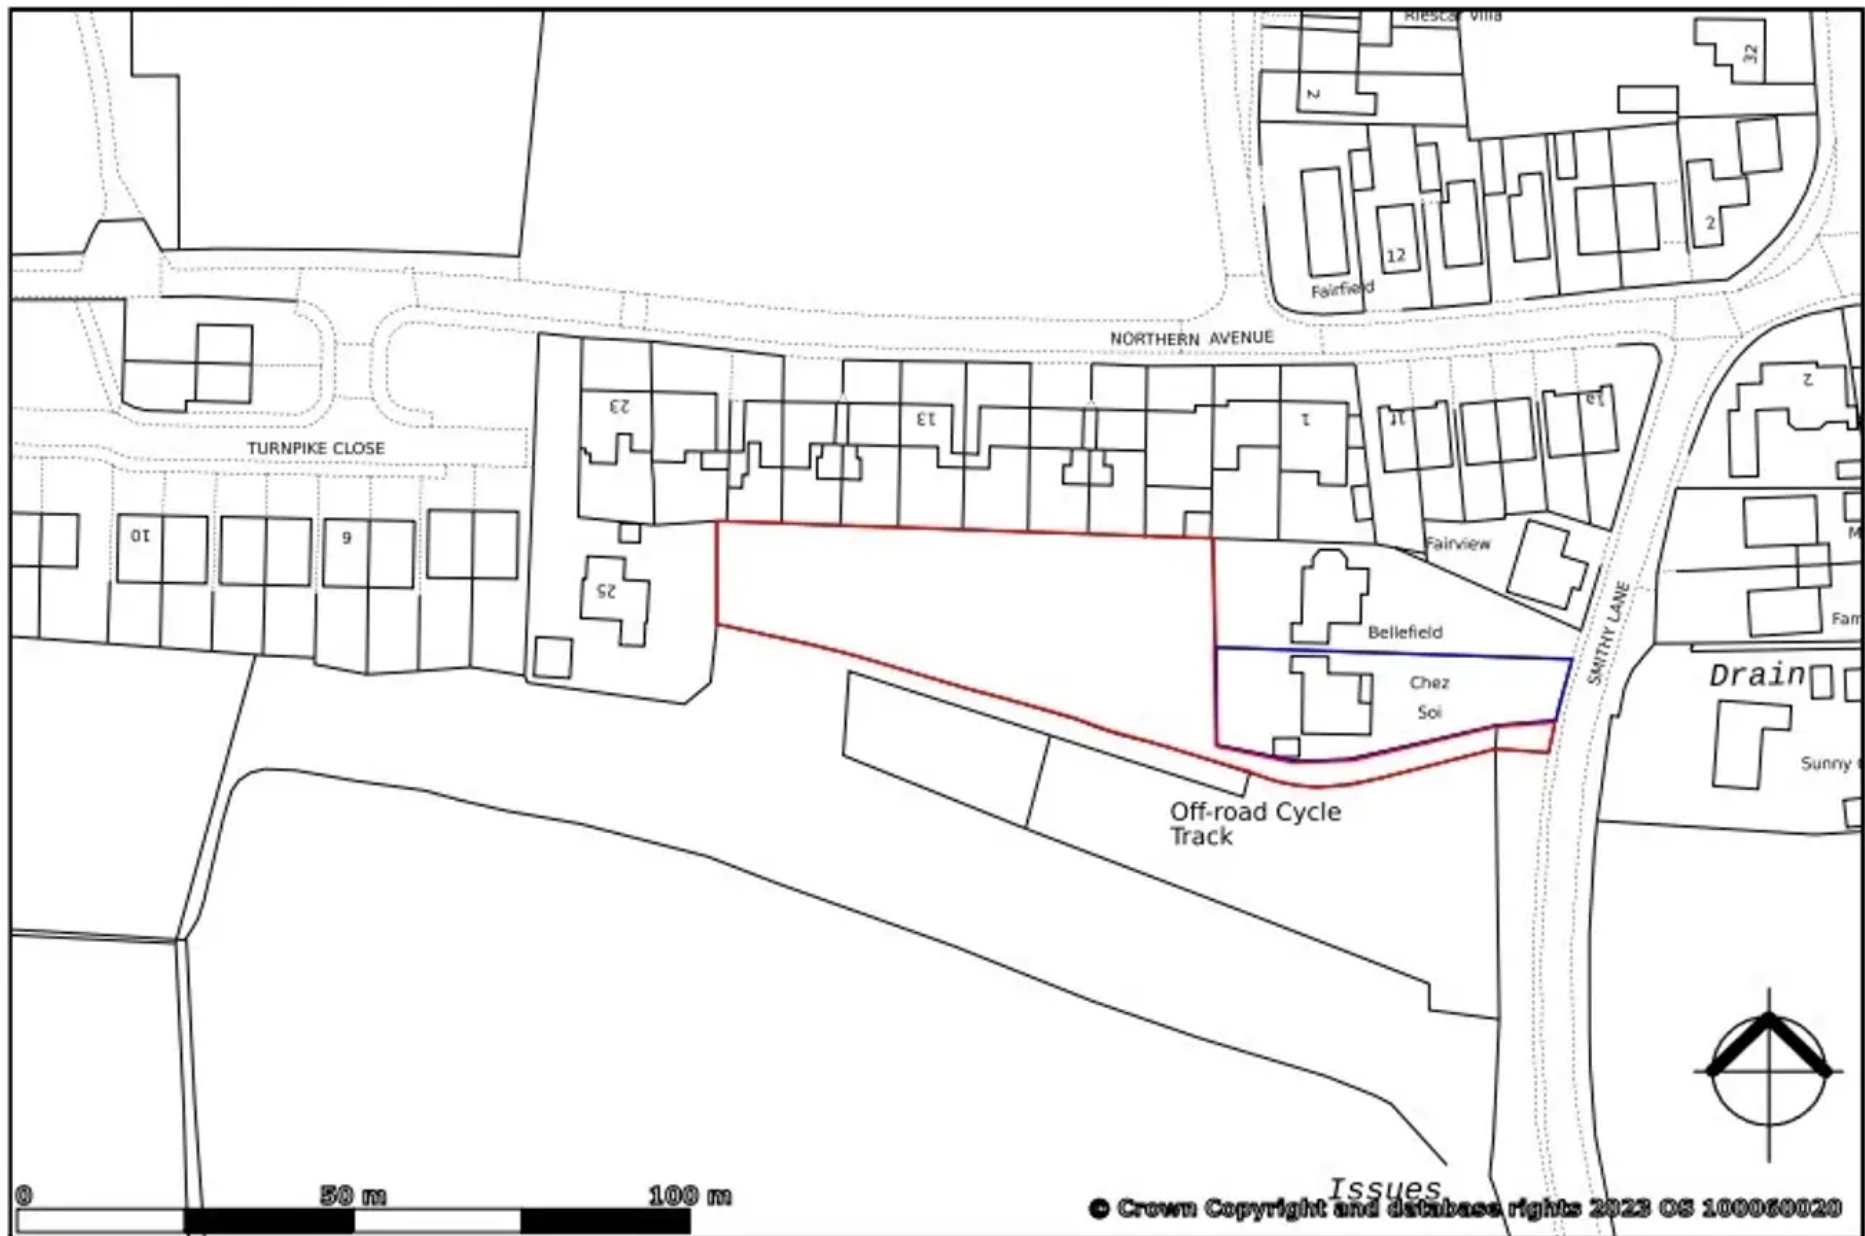 Riescar Villa
32
2
12
2
Fairfield
NORTHERN AVENUE
2
23
13
1
11
1a
TURNPIKE CLOSE
10
6
Fairview
25
Bellefield
SMITHY LANE
Chez
Soi
Drain
Sunny
Off-road Cycle
Track
Issues
0 50 m 100 m
© Crown Copyright and database rights 2023 OS 100060020